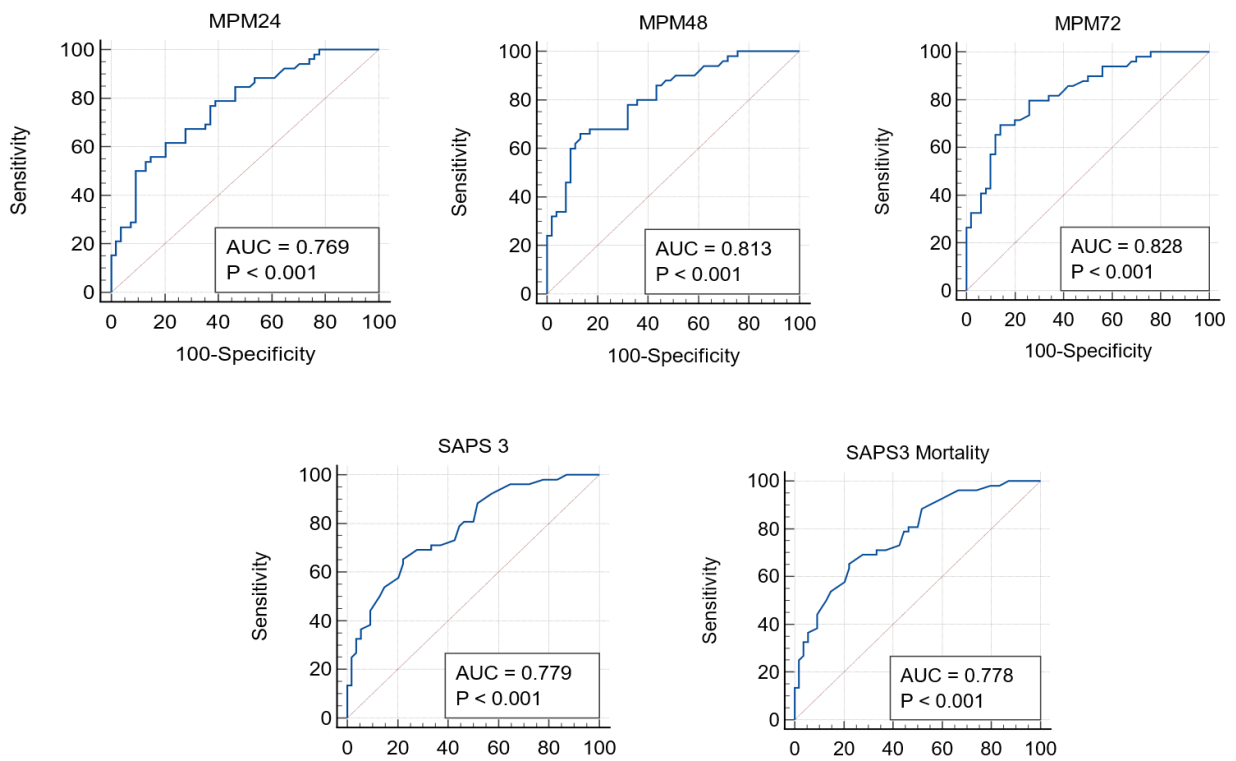 MPM24
100
80
60
40
20
0
Sensitivity
AUC = 0.769
P < 0.001
0 20 40 60 80 100
100-Specificity
MPM48
100
80
60
40
20
0
Sensitivity
AUC = 0.813
P < 0.001
0 20 40 60 80 100
100-Specificity
MPM72
100
80
60
40
20
0
Sensitivity
AUC = 0.828
P < 0.001
0 20 40 60 80 100
100-Specificity
SAPS 3
100
80
60
40
20
0
Sensitivity
AUC = 0.779
P < 0.001
0 20 40 60 80 100
SAPS3 Mortality
100
80
60
40
20
0
Sensitivity
AUC = 0.778
P < 0.001
0 20 40 60 80 100